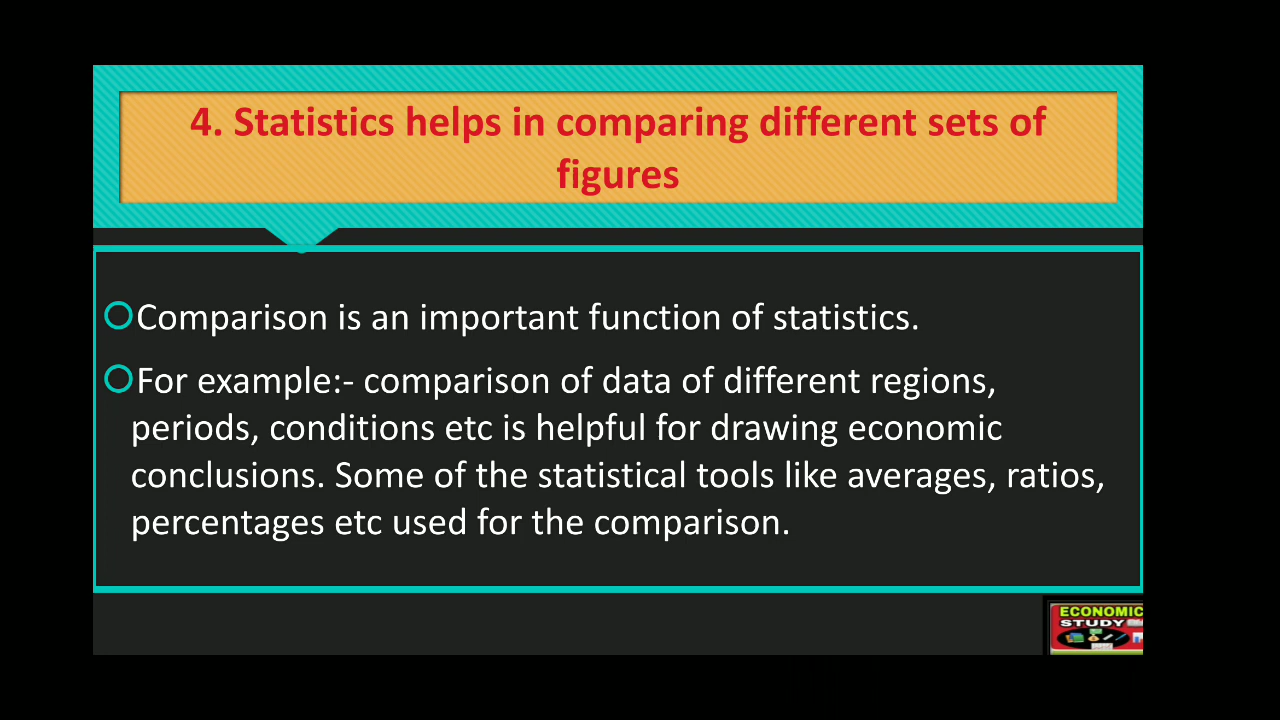 4. Statistics helps in comparing different sets of
figures
Comparison is an important function of statistics.
For example:- comparison of data of different regions,
periods, conditions etc is helpful for drawing economic
conclusions. Some of the statistical tools like averages, ratios,
percentages etc used for the comparison.
ECONOMIC
STUDY